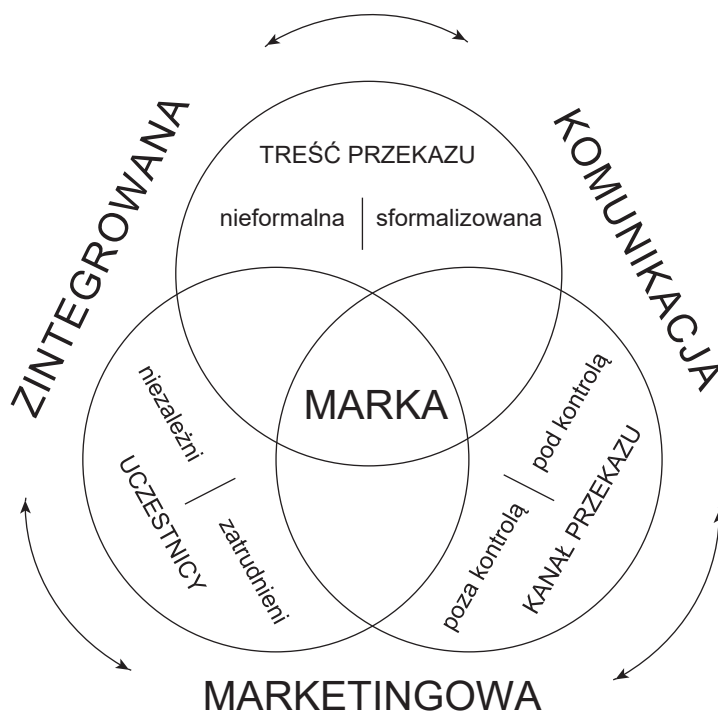 ZINTEGROWANA
KOMUNIKACJA
MARKETINGOWA
TREŚĆ PRZEKAZU
nieformalna
sformalizowana
MARKA
niezależni
UCZESTNICY
zatrudnieni
pod kontrolą
KANAŁ PRZEKAZU
poza kontrolą